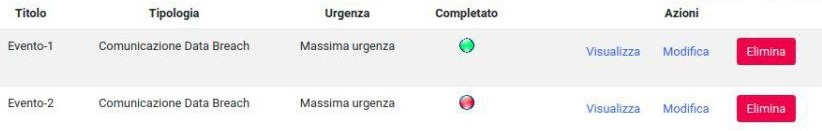 Titolo Tipologia Urgenza Completato Azioni
Evento-1 Comunicazione Data Breach Massima urgenza Visualizza Modifica Elimina
Evento-2 Comunicazione Data Breach Massima urgenza Visualizza Modifica Elimina